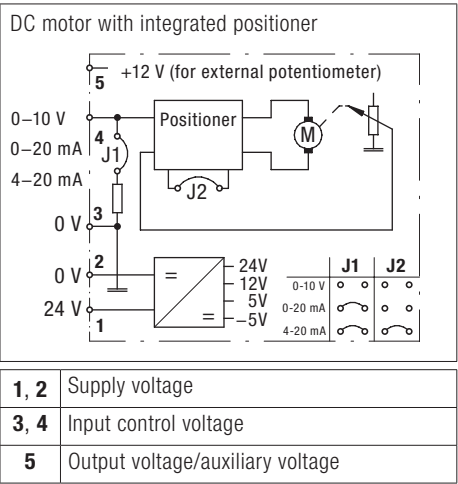 DC motor with integrated positioner
5
+12 V (for external potentiometer)
0–10 V
Positioner
4
0–20 mA
J1
M
4–20 mA
J2
3
0 V
2
0 V
=
24V
12V
5V
–5V
=
24 V
1
J1 J2
0-10 V
0-20 mA
4-20 mA
1, 2 Supply voltage
3, 4 Input control voltage
5 Output voltage/auxiliary voltage